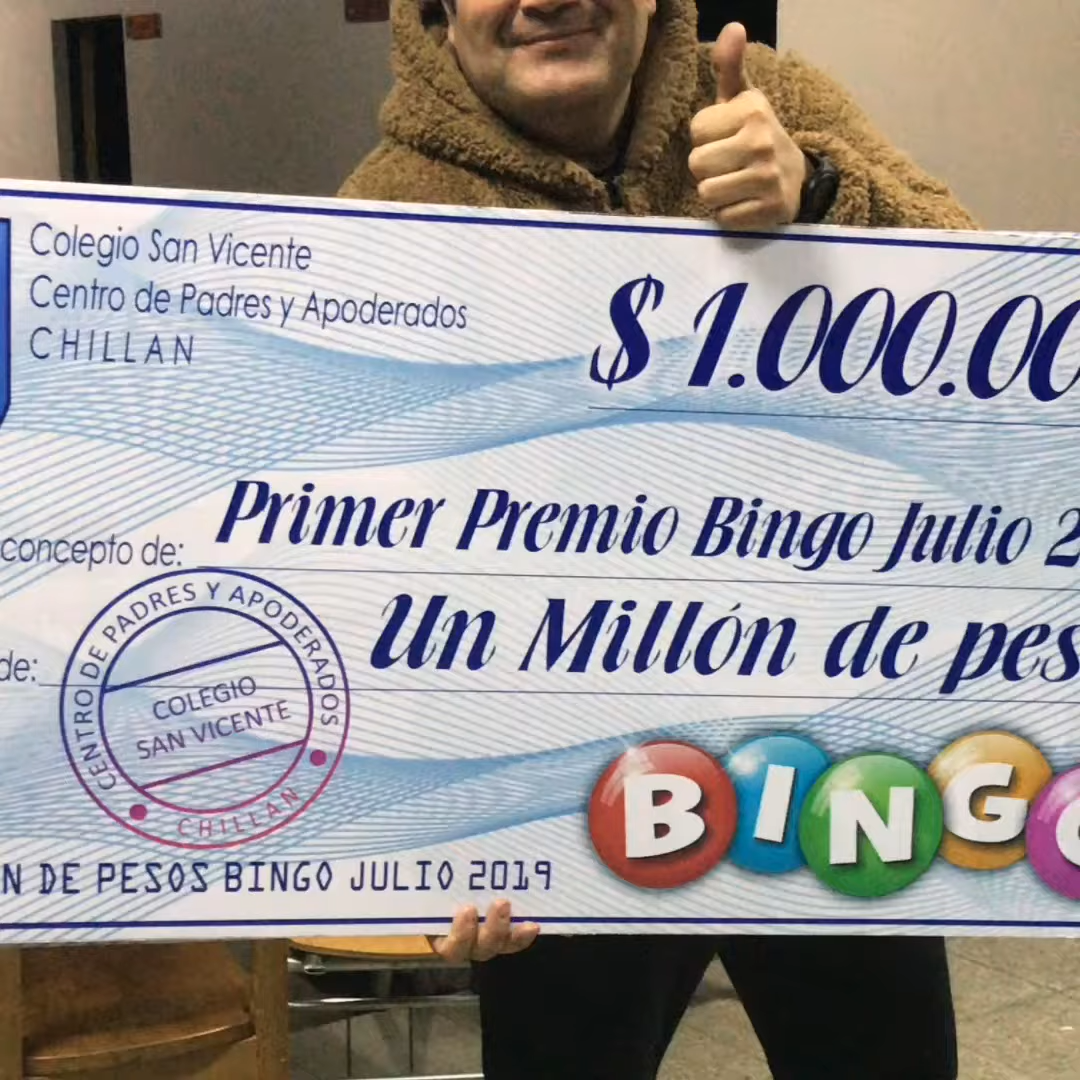 Colegio San Vicente
Centro de Padres y Apoderados
CHILLAN
$ 1.000.00
concepto de:
Primer Premio Bingo Julio 2
de:
Un Millón de pes
CENTRO DE PADRES Y APODERADOS
COLEGIO
SAN VICENTE
CHILLAN
N DE PESOS BINGO JULIO 2019
BINGO